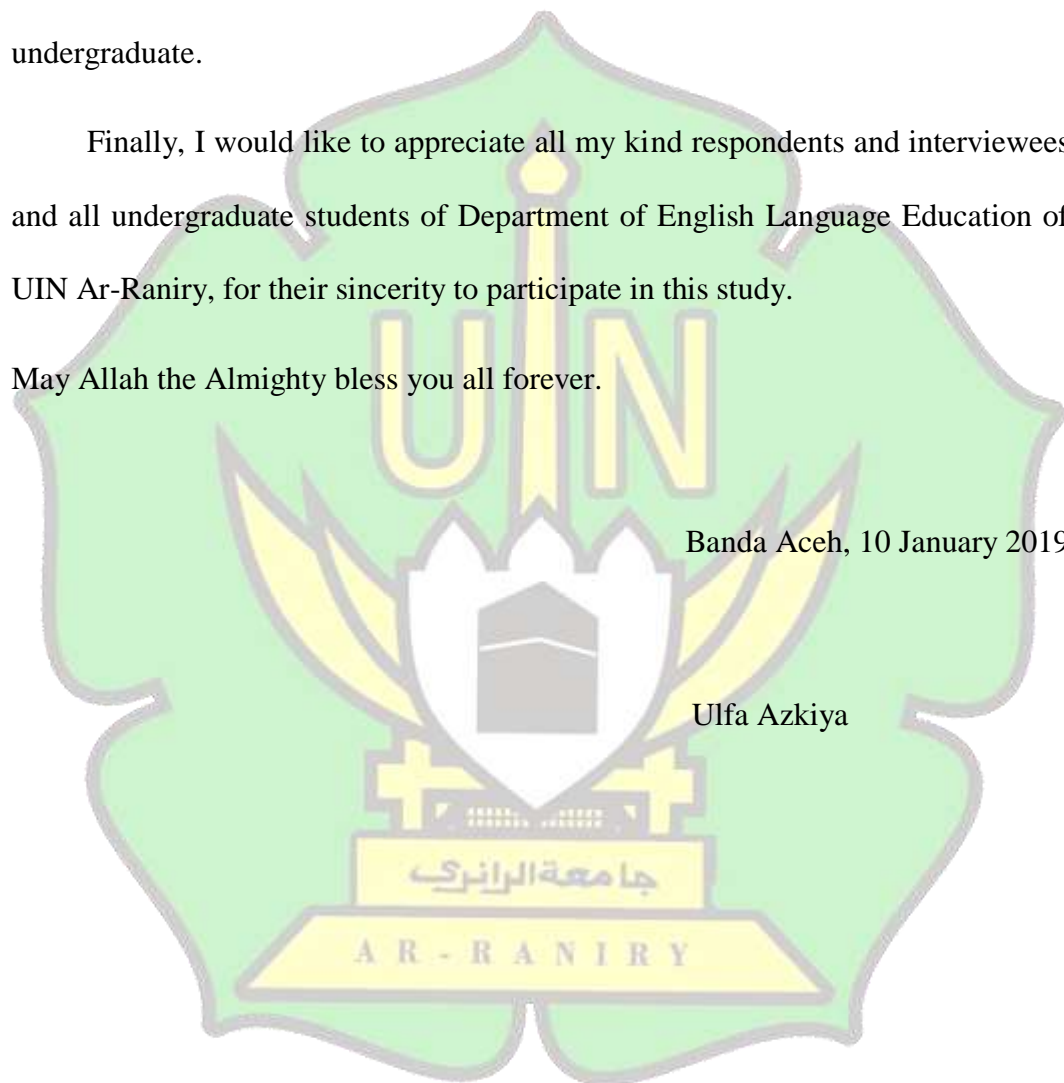 undergraduate.
Finally, I would like to appreciate all my kind respondents and interviewees
and all undergraduate students of Department of English Language Education of
UIN Ar-Raniry, for their sincerity to participate in this study.
May Allah the Almighty bless you all forever.
UIN
Banda Aceh, 10 January 2019
Ulfa Azkiya
جامعة الرانري
AR-RANIRY